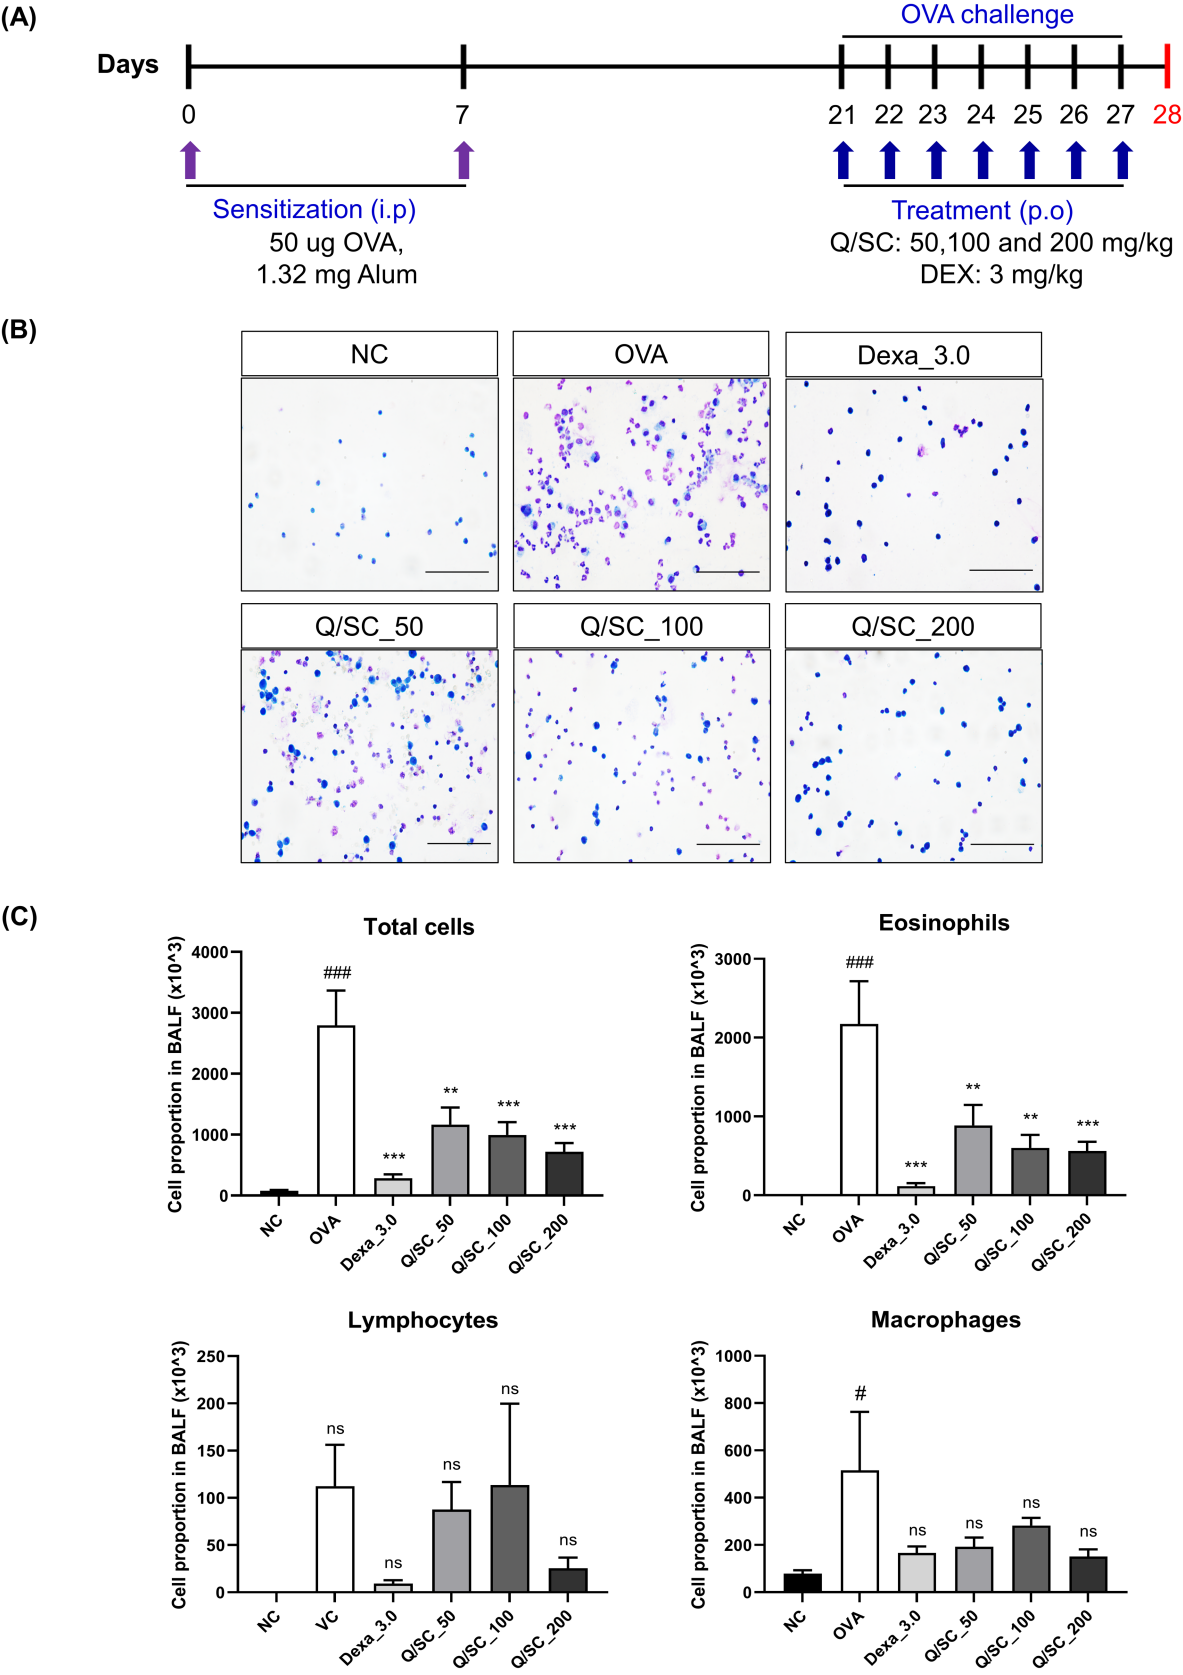 (A)
OVA challenge
Days
0 7 21 22 23 24 25 26 27 28
Sensitization (i.p)
50 ug OVA,
1.32 mg Alum
Treatment (p.o)
Q/SC: 50,100 and 200 mg/kg
DEX: 3 mg/kg
(B)
NC OVA Dexa_3.0
Q/SC_50 Q/SC_100 Q/SC_200
(C)
Total cells
Cell proportion in BALF (x10^3)
4000
3000
2000
1000
0
###
***
**
***
***
NC OVA Dexa_3.0 Q/SC_50 Q/SC_100 Q/SC_200
Eosinophils
Cell proportion in BALF (x10^3)
3000
2000
1000
0
###
***
**
**
***
NC OVA Dexa_3.0 Q/SC_50 Q/SC_100 Q/SC_200
Lymphocytes
Cell proportion in BALF (x10^3)
250
200
150
100
50
0
ns
ns
ns
ns
ns
NC VC Dexa_3.0 Q/SC_50 Q/SC_100 Q/SC_200
Macrophages
Cell proportion in BALF (x10^3)
1000
800
600
400
200
0
#
ns
ns
ns
ns
NC OVA Dexa_3.0 Q/SC_50 Q/SC_100 Q/SC_200